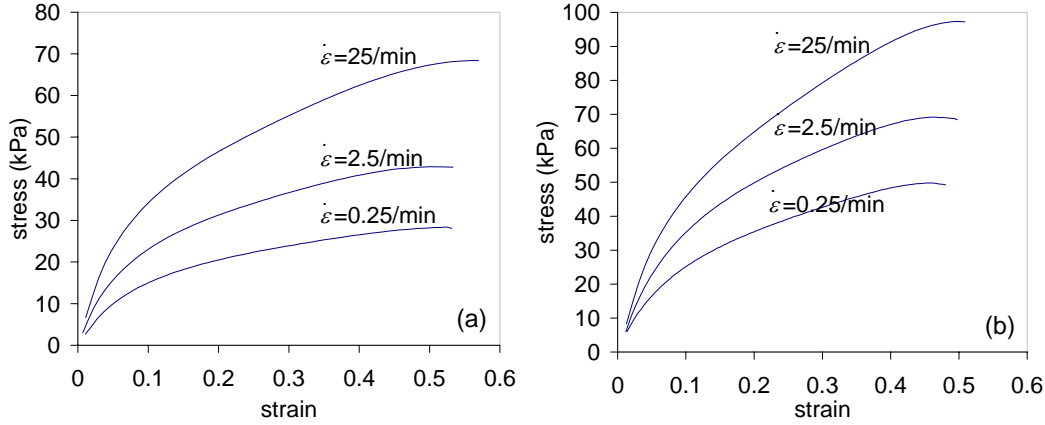 80
70
60
50
40
30
20
10
0
stress (kPa)
ε̇=25/min
ε̇=2.5/min
ε̇=0.25/min
(a)
0 0.1 0.2 0.3 0.4 0.5 0.6
strain
100
90
80
70
60
50
40
30
20
10
0
stress (kPa)
ε̇=25/min
ε̇=2.5/min
ε̇=0.25/min
(b)
0 0.1 0.2 0.3 0.4 0.5 0.6
strain